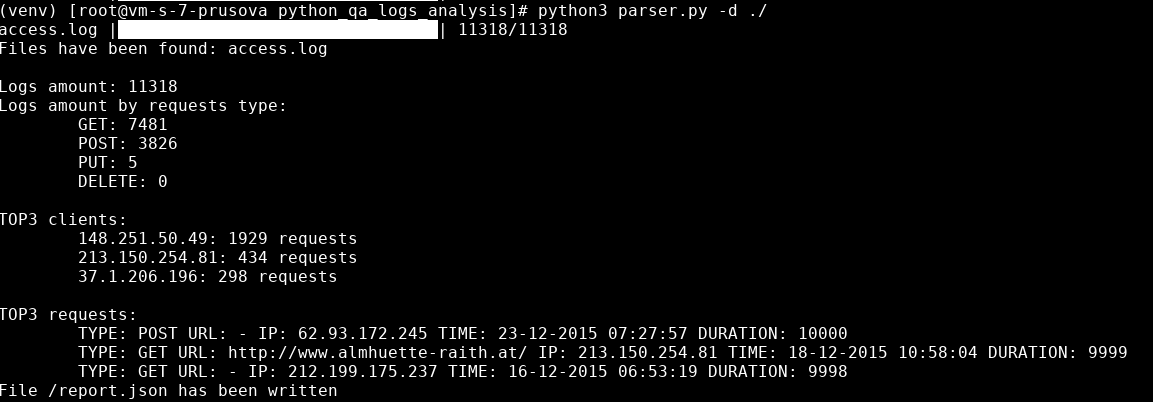 (venv) [root@vm-s-7-prusova python_qa_logs_analysis]# python3 parser.py -d ./
access.log |████████████████████████████████| 11318/11318
Files have been found: access.log
Logs amount: 11318
Logs amount by requests type:
GET: 7481
POST: 3826
PUT: 5
DELETE: 0
TOP3 clients:
148.251.50.49: 1929 requests
213.150.254.81: 434 requests
37.1.206.196: 298 requests
TOP3 requests:
TYPE: POST URL: - IP: 62.93.172.245 TIME: 23-12-2015 07:27:57 DURATION: 10000
TYPE: GET URL: http://www.almhuette-raith.at/ IP: 213.150.254.81 TIME: 18-12-2015 10:58:04 DURATION: 9999
TYPE: GET URL: - IP: 212.199.175.237 TIME: 16-12-2015 06:53:19 DURATION: 9998
File /report.json has been written